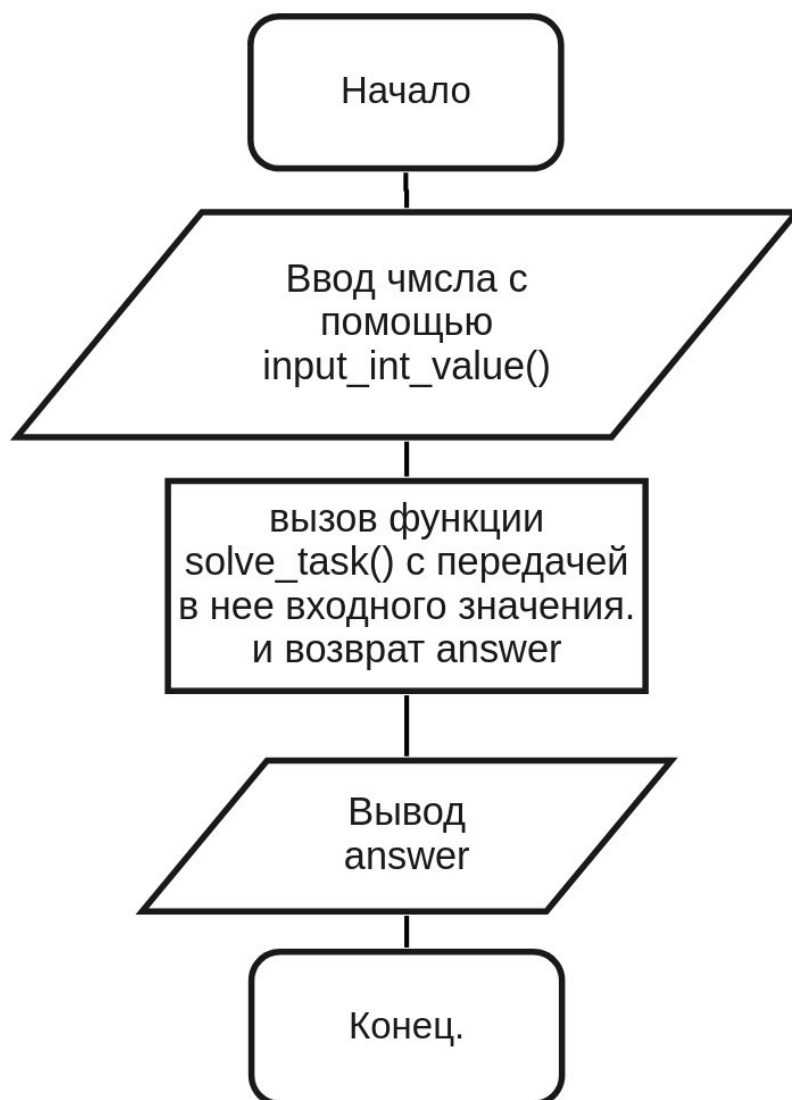 Начало
Ввод чмсла с
помощью
input_int_value()
вызов функции
solve_task() с передачей
в нее входного значения.
и возврат answer
Вывод
answer
Конец.